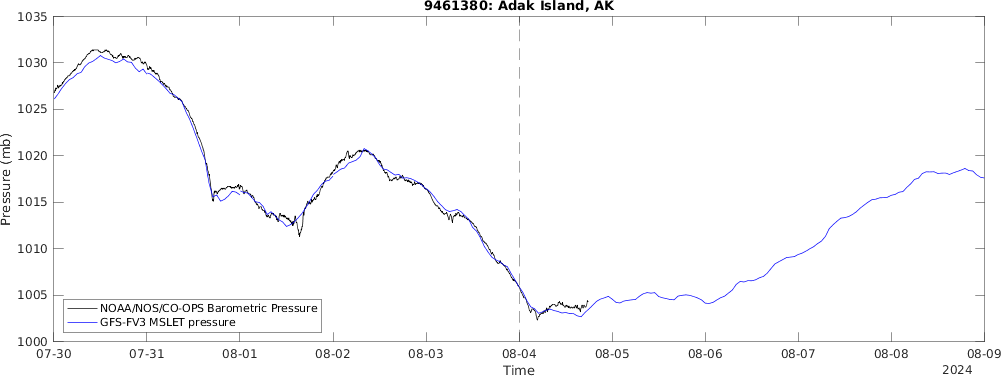 9461380: Adak Island, AK
1035
1030
1025
1020
1015
1010
1005
1000
Pressure (mb)
NOAA/NOS/CO-OPS Barometric Pressure
GFS-FV3 MSLET pressure
07-30 07-31 08-01 08-02 08-03 08-04 08-05 08-06 08-07 08-08 08-09
Time
2024